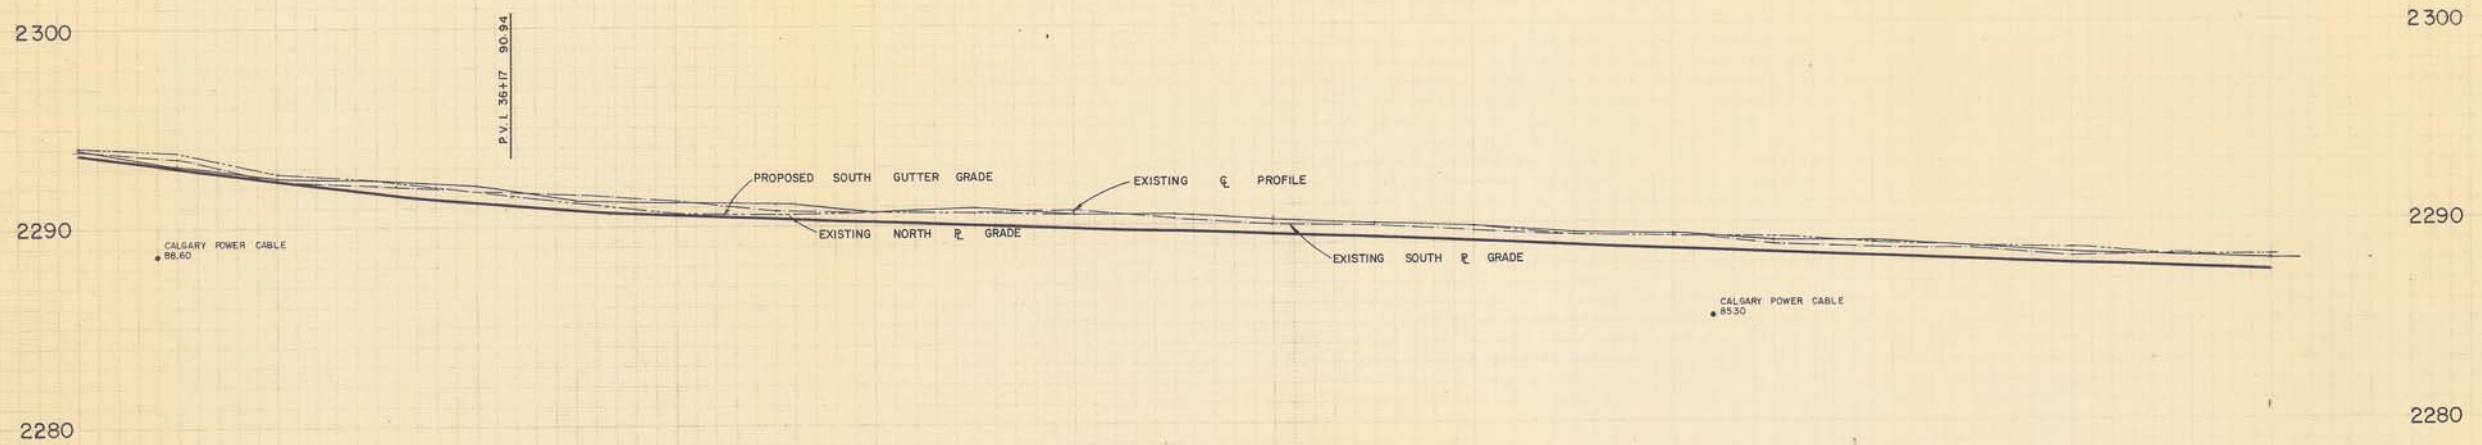 2300
2300
P.V.I. 36+17 90.94
PROPOSED SOUTH GUTTER GRADE
EXISTING ℄ PROFILE
2290
2290
EXISTING NORTH ⅊ GRADE
CALGARY POWER CABLE
88.60
EXISTING SOUTH ⅊ GRADE
CALGARY POWER CABLE
85.30
2280
2280